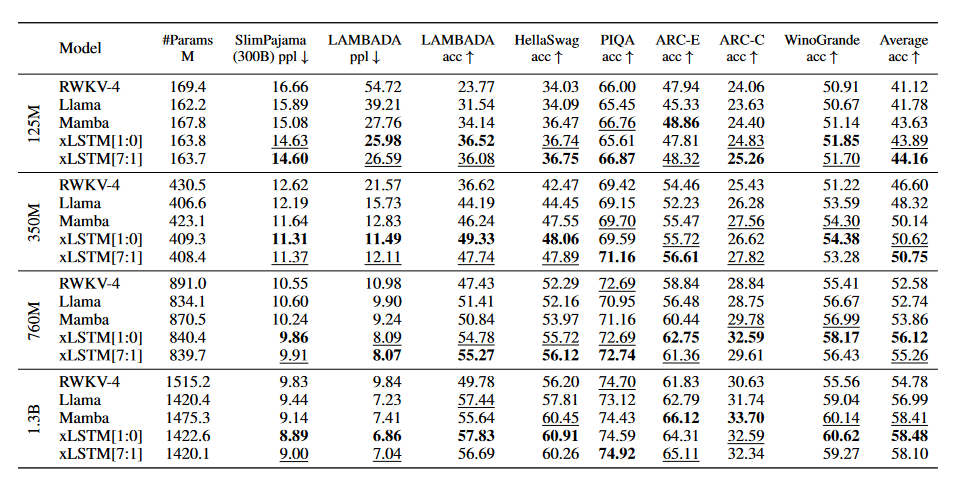 Model #Params M SlimPajama (300B) ppl ↓ LAMBADA ppl ↓ LAMBADA acc ↑ HellaSwag acc ↑ PIQA acc ↑ ARC-E acc ↑ ARC-C acc ↑ WinoGrande acc ↑ Average acc ↑
125M
RWKV-4 169.4 16.66 54.72 23.77 34.03 66.00 47.94 24.06 50.91 41.12
Llama 162.2 15.89 39.21 31.54 34.09 65.45 45.33 23.63 50.67 41.78
Mamba 167.8 15.08 27.76 34.14 36.47 66.76 48.86 24.40 51.14 43.63
xLSTM[1:0] 163.8 14.63 25.98 36.52 36.74 65.61 47.81 24.83 51.85 43.89
xLSTM[7:1] 163.7 14.60 26.59 36.08 36.75 66.87 48.32 25.26 51.70 44.16
350M
RWKV-4 430.5 12.62 21.57 36.62 42.47 69.42 54.46 25.43 51.22 46.60
Llama 406.6 12.19 15.73 44.19 44.45 69.15 52.23 26.28 53.59 48.32
Mamba 423.1 11.64 12.83 46.24 47.55 69.70 55.47 27.56 54.30 50.14
xLSTM[1:0] 409.3 11.31 11.49 49.33 48.06 69.59 55.72 26.62 54.38 50.62
xLSTM[7:1] 408.4 11.37 12.11 47.74 47.89 71.16 56.61 27.82 53.28 50.75
760M
RWKV-4 891.0 10.55 10.98 47.43 52.29 72.69 58.84 28.84 55.41 52.58
Llama 834.1 10.60 9.90 51.41 52.16 70.95 56.48 28.75 56.67 52.74
Mamba 870.5 10.24 9.24 50.84 53.97 71.16 60.44 29.78 56.99 53.86
xLSTM[1:0] 840.4 9.86 8.09 54.78 55.72 72.69 62.75 32.59 58.17 56.12
xLSTM[7:1] 839.7 9.91 8.07 55.27 56.12 72.74 61.36 29.61 56.43 55.26
1.3B
RWKV-4 1515.2 9.83 9.84 49.78 56.20 74.70 61.83 30.63 55.56 54.78
Llama 1420.4 9.44 7.23 57.44 57.81 73.12 62.79 31.74 59.04 56.99
Mamba 1475.3 9.14 7.41 55.64 60.45 74.43 66.12 33.70 60.14 58.41
xLSTM[1:0] 1422.6 8.89 6.86 57.83 60.91 74.59 64.31 32.59 60.62 58.48
xLSTM[7:1] 1420.1 9.00 7.04 56.69 60.26 74.92 65.11 32.34 59.27 58.10